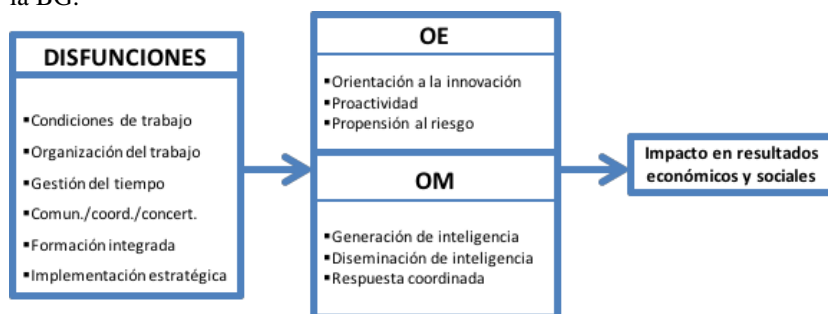 la BG.
DISFUNCIONES
▪Condiciones de trabajo
▪Organización del trabajo
▪Gestión del tiempo
▪Comun./coord./concert.
▪Formación integrada
▪Implementación estratégica
OE
▪Orientación a la innovación
▪Proactividad
▪Propensión al riesgo
OM
▪Generación de inteligencia
▪Diseminación de inteligencia
▪Respuesta coordinada
Impacto en resultados
económicos y sociales